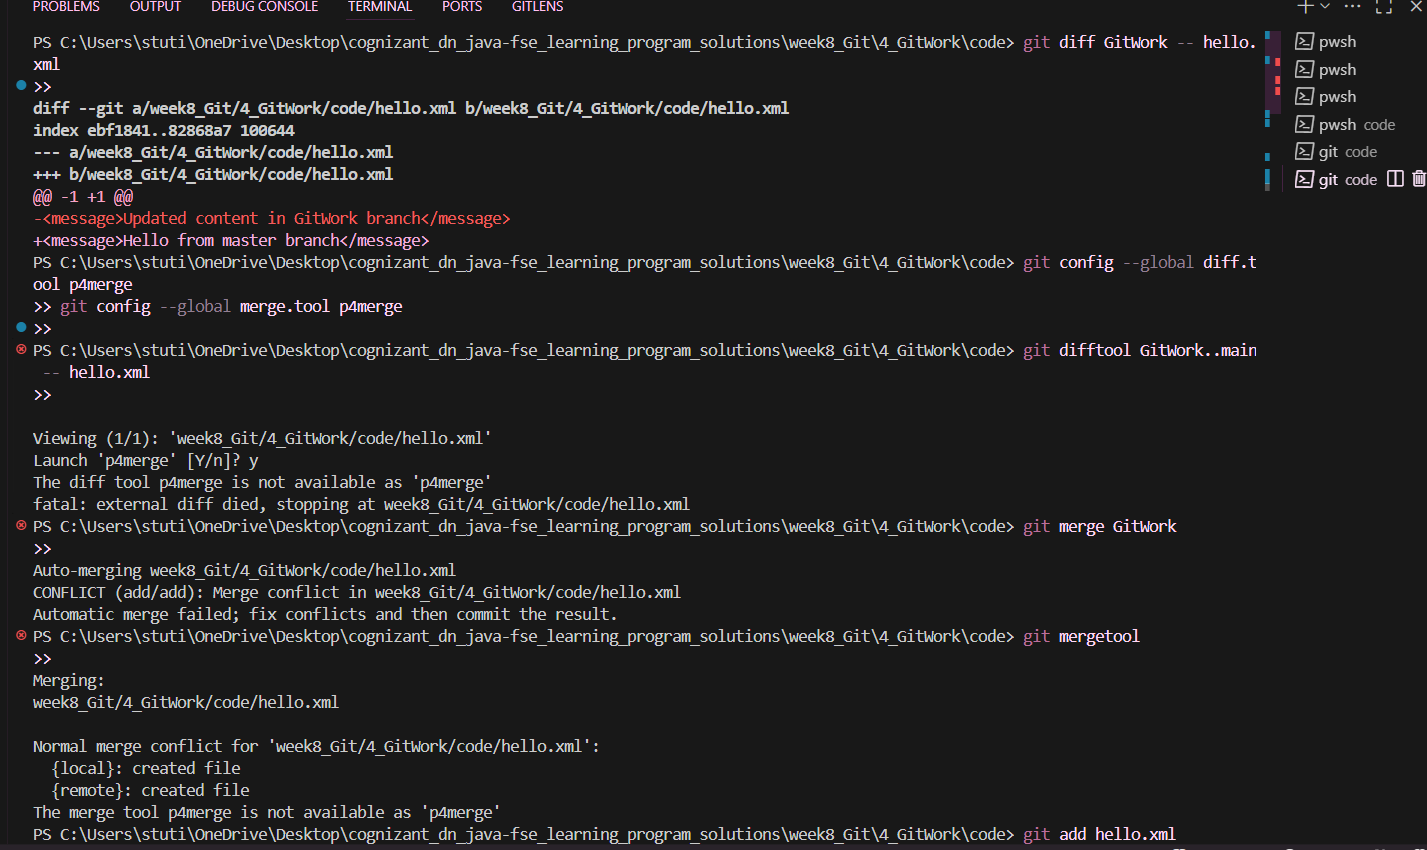 PROBLEMS OUTPUT DEBUG CONSOLE TERMINAL PORTS GITLENS
PS C:\Users\stuti\OneDrive\Desktop\cognizant_dn_java-fse_learning_program_solutions\week8_Git\4_GitWork\code> git diff GitWork -- hello.
xml
>>
diff --git a/week8_Git/4_GitWork/code/hello.xml b/week8_Git/4_GitWork/code/hello.xml
index ebf1841..82868a7 100644
--- a/week8_Git/4_GitWork/code/hello.xml
+++ b/week8_Git/4_GitWork/code/hello.xml
@@ -1 +1 @@
-<message>Updated content in GitWork branch</message>
+<message>Hello from master branch</message>
PS C:\Users\stuti\OneDrive\Desktop\cognizant_dn_java-fse_learning_program_solutions\week8_Git\4_GitWork\code> git config --global diff.t
ool p4merge
>> git config --global merge.tool p4merge
>>
PS C:\Users\stuti\OneDrive\Desktop\cognizant_dn_java-fse_learning_program_solutions\week8_Git\4_GitWork\code> git difftool GitWork..main
-- hello.xml
>>
Viewing (1/1): 'week8_Git/4_GitWork/code/hello.xml'
Launch 'p4merge' [Y/n]? y
The diff tool p4merge is not available as 'p4merge'
fatal: external diff died, stopping at week8_Git/4_GitWork/code/hello.xml
PS C:\Users\stuti\OneDrive\Desktop\cognizant_dn_java-fse_learning_program_solutions\week8_Git\4_GitWork\code> git merge GitWork
>>
Auto-merging week8_Git/4_GitWork/code/hello.xml
CONFLICT (add/add): Merge conflict in week8_Git/4_GitWork/code/hello.xml
Automatic merge failed; fix conflicts and then commit the result.
PS C:\Users\stuti\OneDrive\Desktop\cognizant_dn_java-fse_learning_program_solutions\week8_Git\4_GitWork\code> git mergetool
>>
Merging:
week8_Git/4_GitWork/code/hello.xml
Normal merge conflict for 'week8_Git/4_GitWork/code/hello.xml':
{local}: created file
{remote}: created file
The merge tool p4merge is not available as 'p4merge'
PS C:\Users\stuti\OneDrive\Desktop\cognizant_dn_java-fse_learning_program_solutions\week8_Git\4_GitWork\code> git add hello.xml
pwsh
pwsh
pwsh
pwsh code
git code
git code